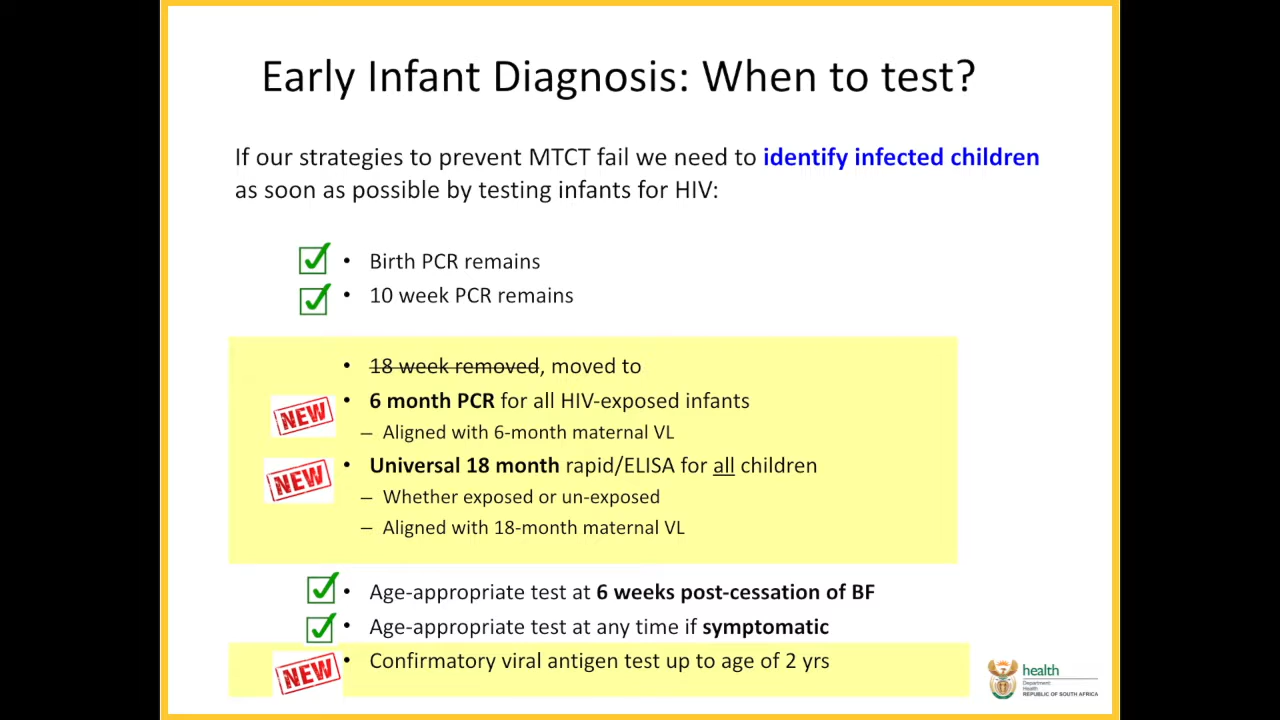 Early Infant Diagnosis: When to test?
If our strategies to prevent MTCT fail we need to identify infected children
as soon as possible by testing infants for HIV:
• Birth PCR remains
• 10 week PCR remains
• 18 week removed, moved to
NEW • 6 month PCR for all HIV-exposed infants
– Aligned with 6-month maternal VL
NEW • Universal 18 month rapid/ELISA for all children
– Whether exposed or un-exposed
– Aligned with 18-month maternal VL
• Age-appropriate test at 6 weeks post-cessation of BF
• Age-appropriate test at any time if symptomatic
NEW • Confirmatory viral antigen test up to age of 2 yrs
health
Department:
Health
REPUBLIC OF SOUTH AFRICA